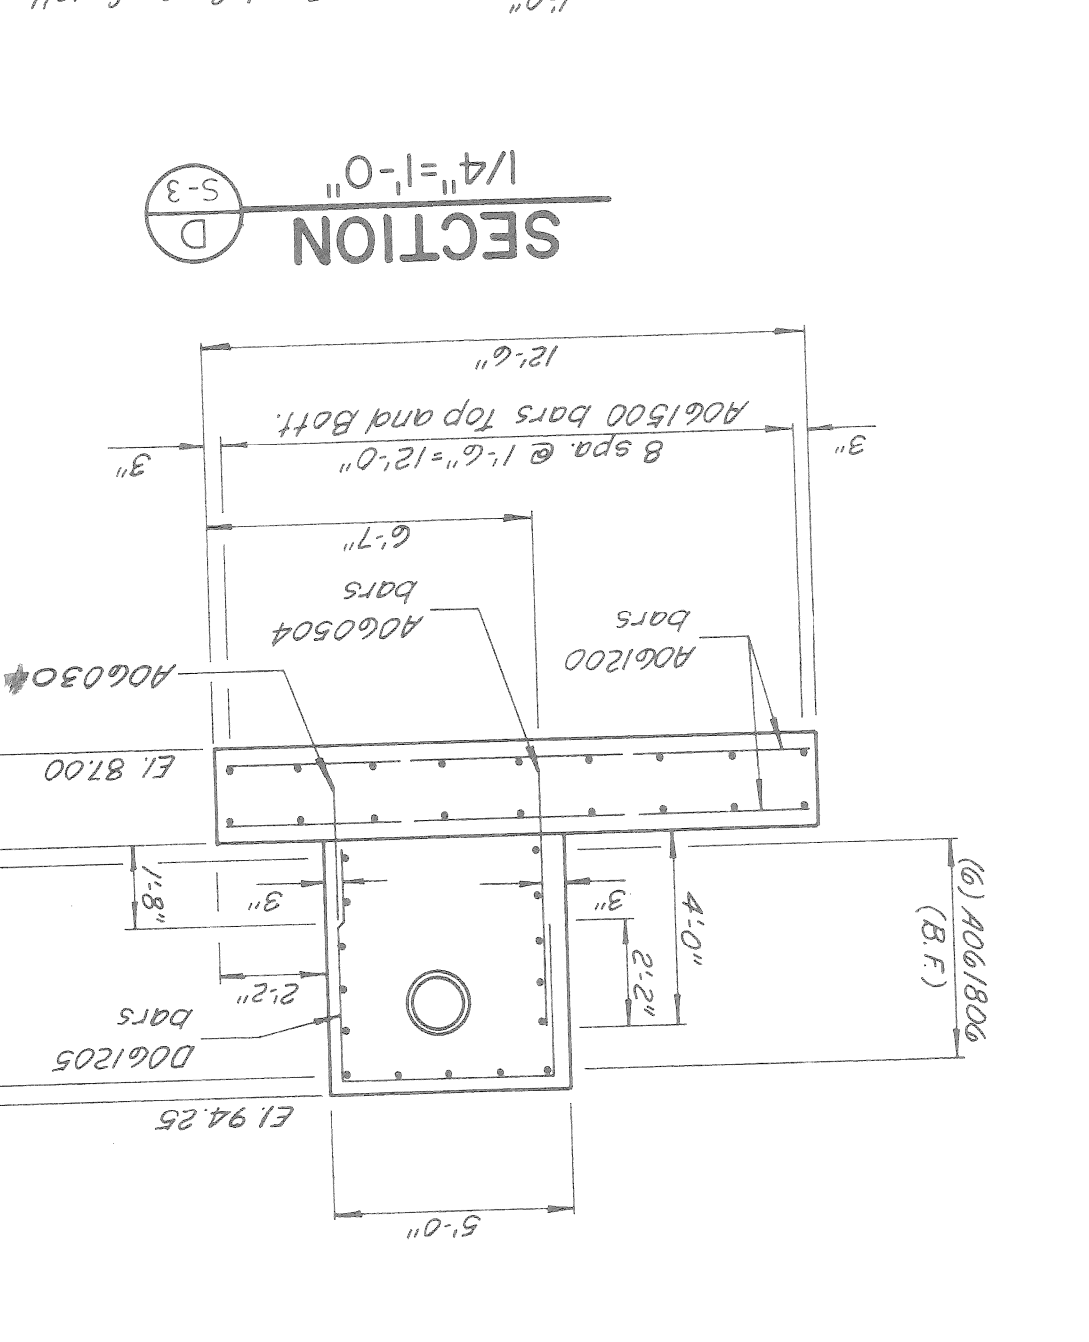 5'-0"
El. 94.25
D061205
bars
2'-2"
2'-2"
4'-0"
(6) A061806
(B.F.)
3"
3"
1'-8"
El. 87.00
A061200
bars
A060504
bars
6'-7"
3"
8 spa. @ 1'-6"=12'-0"
3"
A061500 bars Top and Bott.
12'-6"
SECTION
1/4"=1'-0"
D
S-3